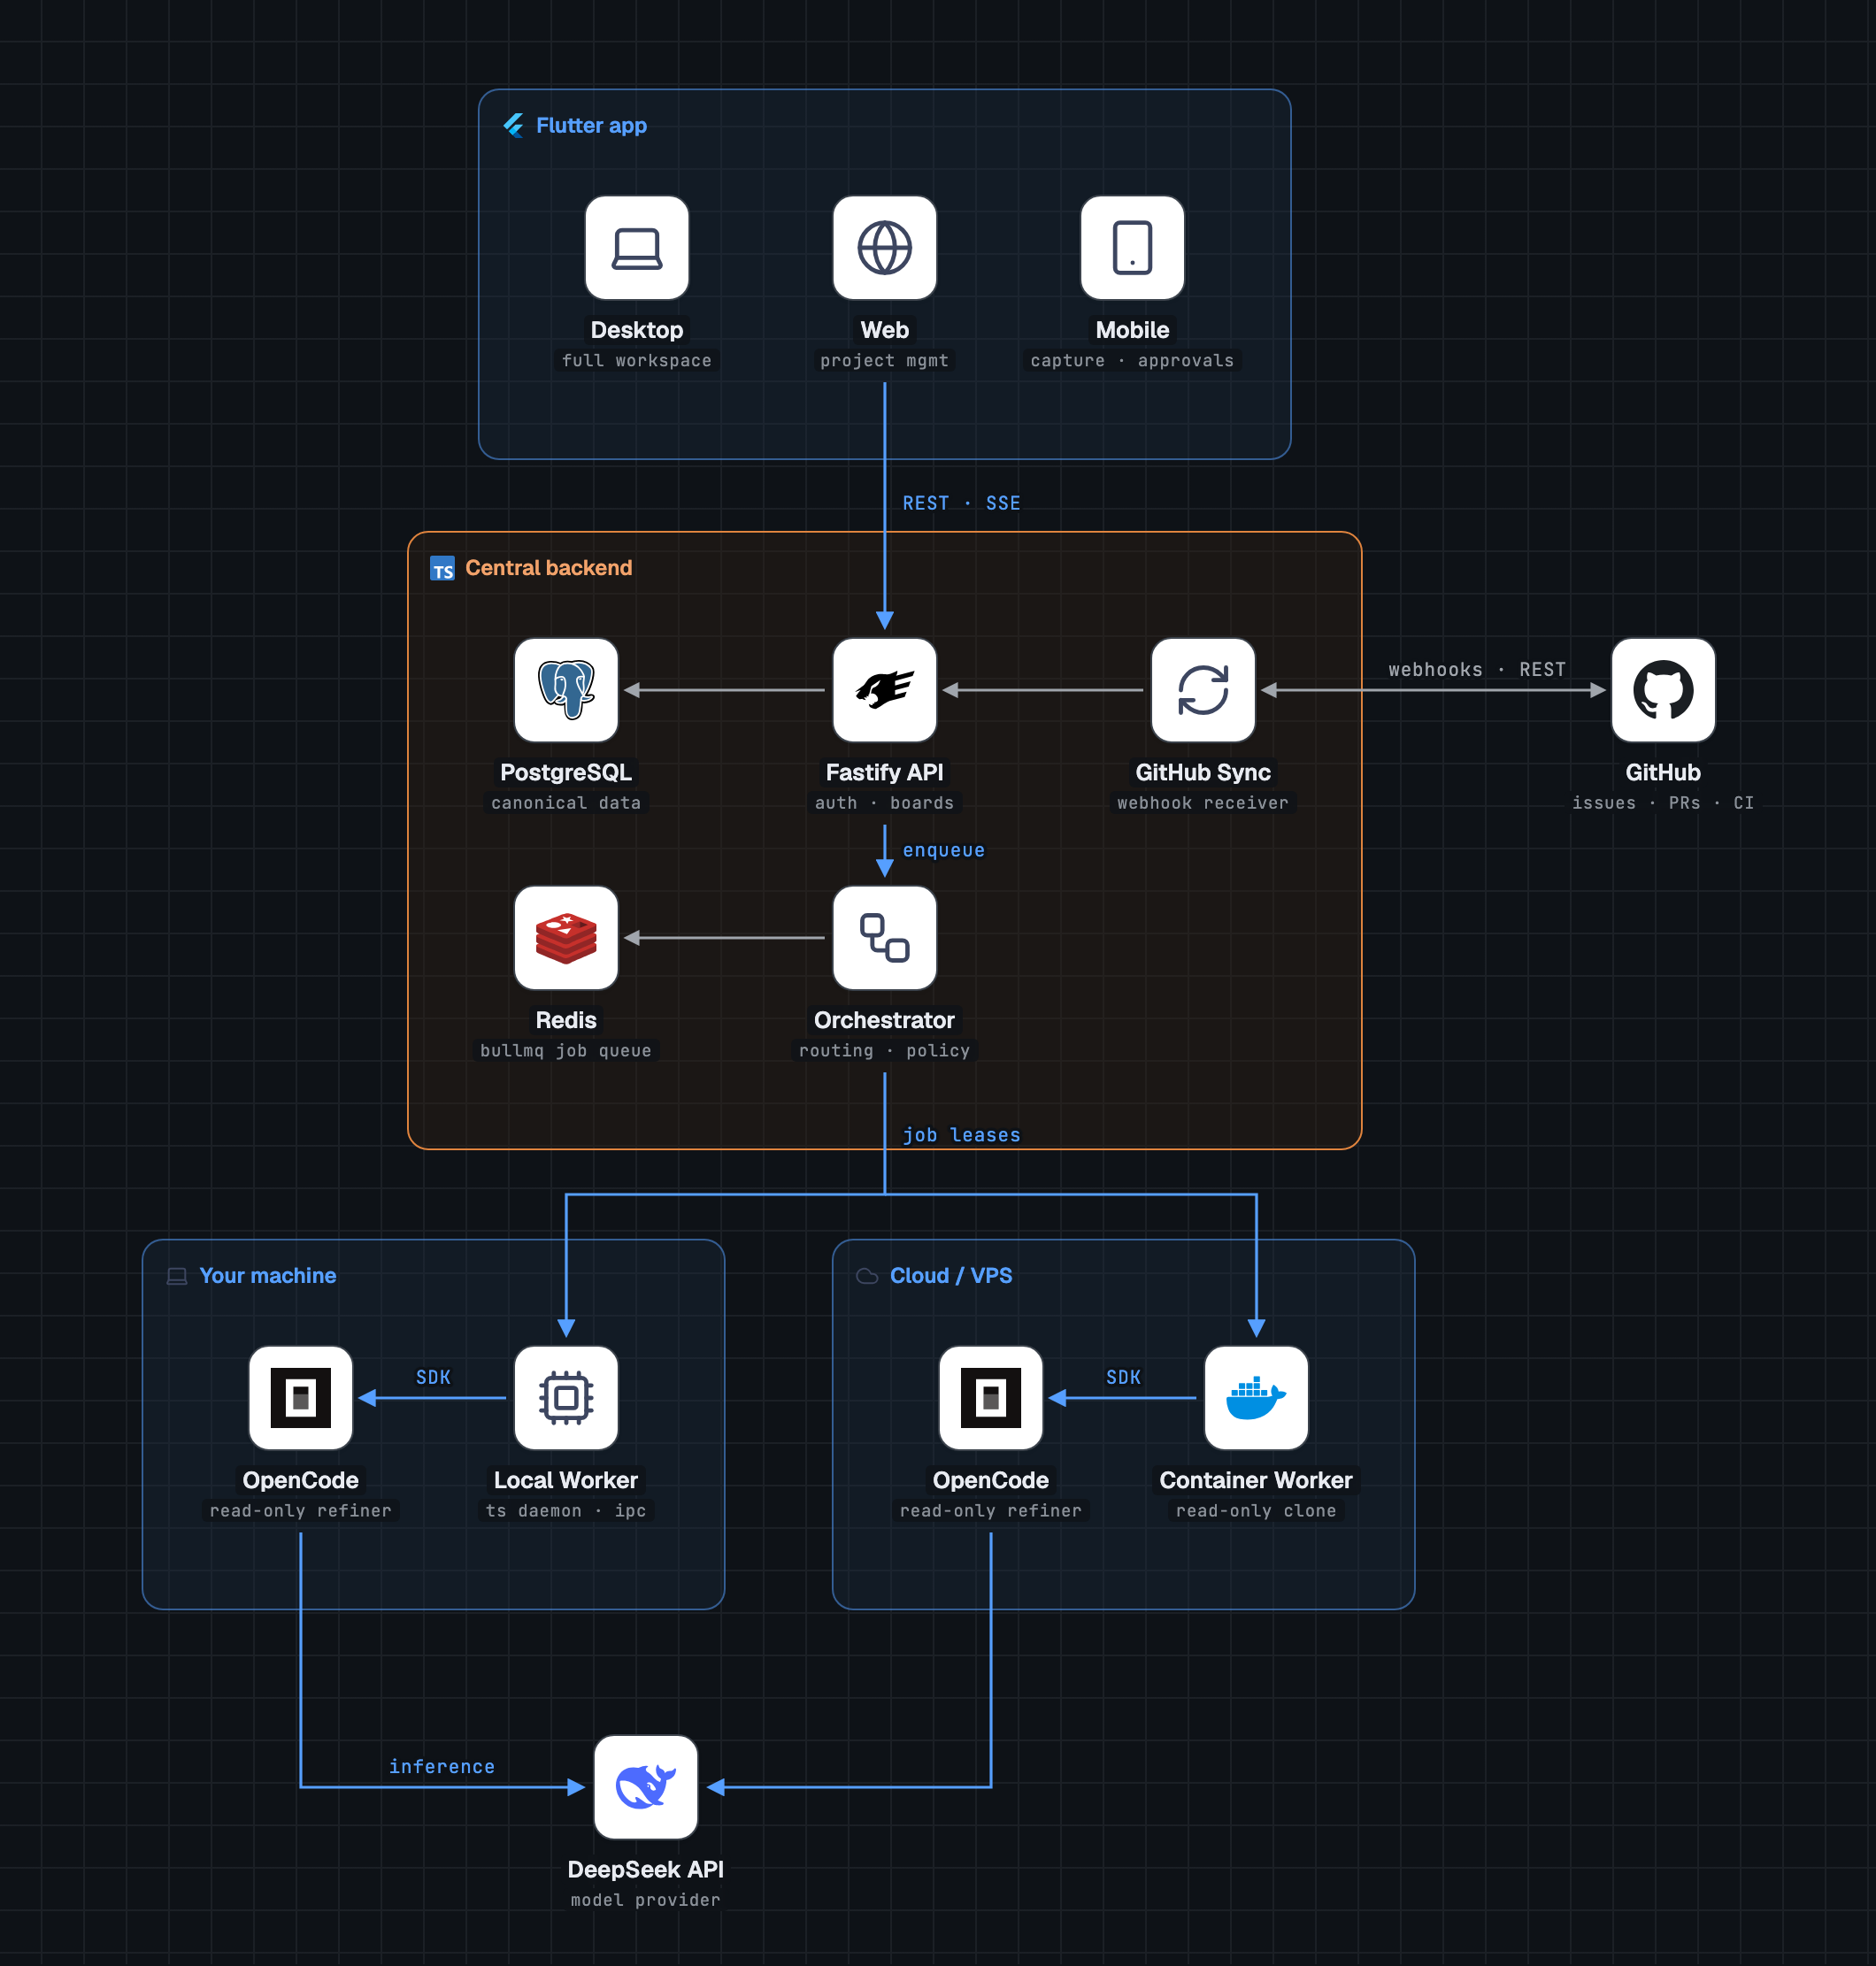 Flutter app
Desktop
full workspace
Web
project mgmt
Mobile
capture · approvals
REST · SSE
TS Central backend
PostgreSQL
canonical data
Fastify API
auth · boards
GitHub Sync
webhook receiver
webhooks · REST
GitHub
issues · PRs · CI
enqueue
Redis
bullmq job queue
Orchestrator
routing · policy
job leases
Your machine
OpenCode
read-only refiner
SDK
Local Worker
ts daemon · ipc
Cloud / VPS
OpenCode
read-only refiner
SDK
Container Worker
read-only clone
inference
DeepSeek API
model provider